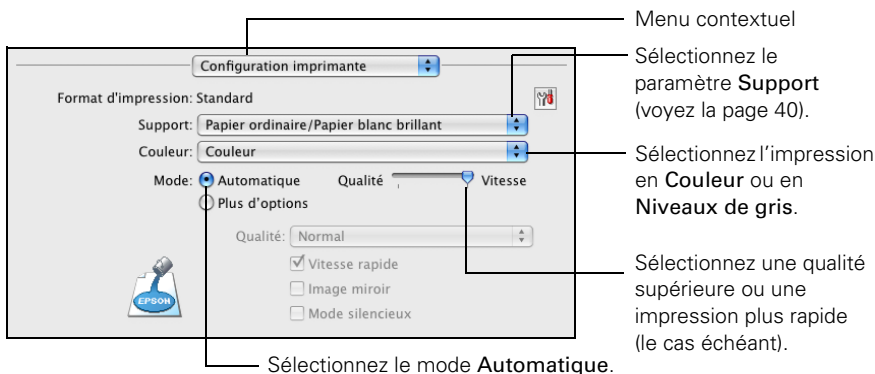 Menu contextuel
Configuration imprimante
Sélectionnez le
paramètre Support
(voyez la page 40).
Format d'impression: Standard
Support: Papier ordinaire/Papier blanc brillant
Couleur: Couleur
Sélectionnez l'impression
en Couleur ou en
Niveaux de gris.
Mode: Automatique Qualité Vitesse
Plus d'options
Qualité: Normal
Vitesse rapide
Image miroir
Mode silencieux
EPSON
Sélectionnez une qualité
supérieure ou une
impression plus rapide
(le cas échéant).
Sélectionnez le mode Automatique.